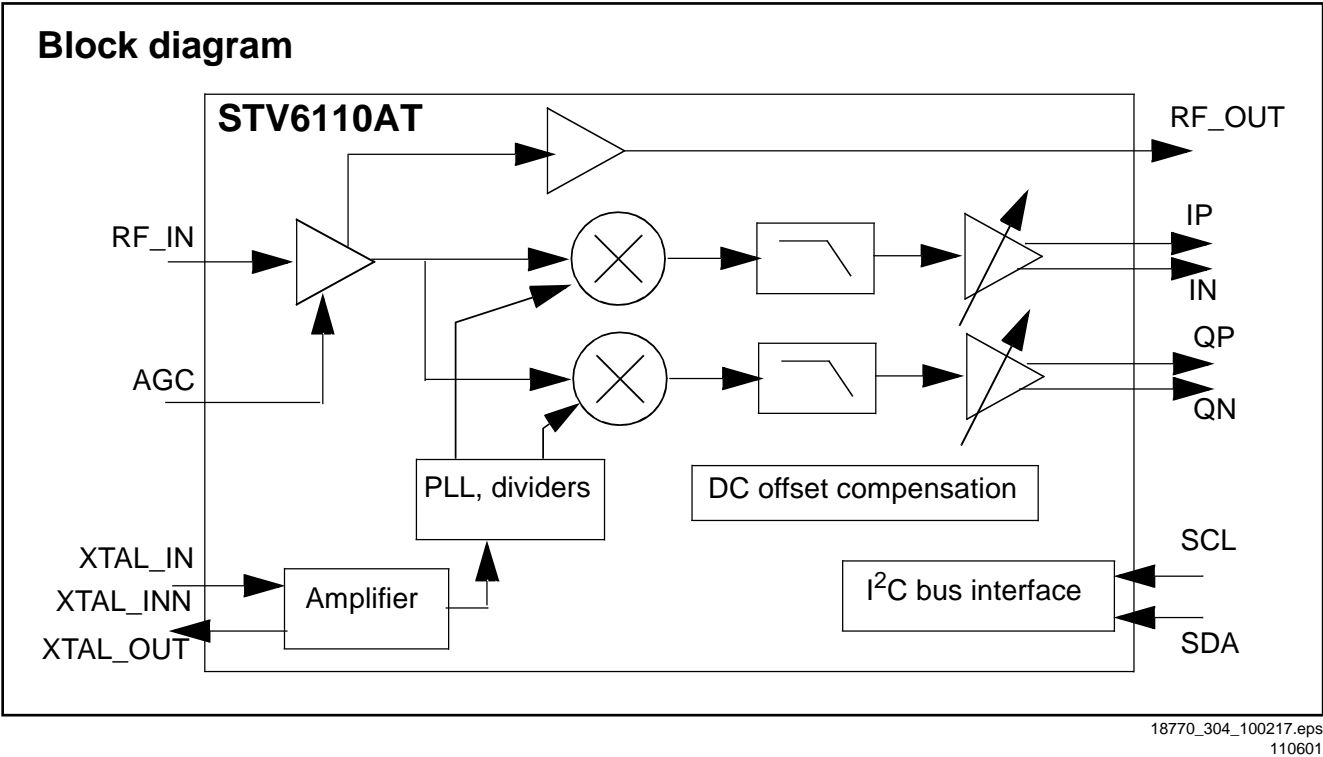 Block diagram
STV6110AT
RF_OUT
RF_IN
IP
IN
QP
QN
AGC
PLL, dividers
DC offset compensation
XTAL_IN
XTAL_INN
XTAL_OUT
Amplifier
I²C bus interface
SCL
SDA
18770_304_100217.eps
110601